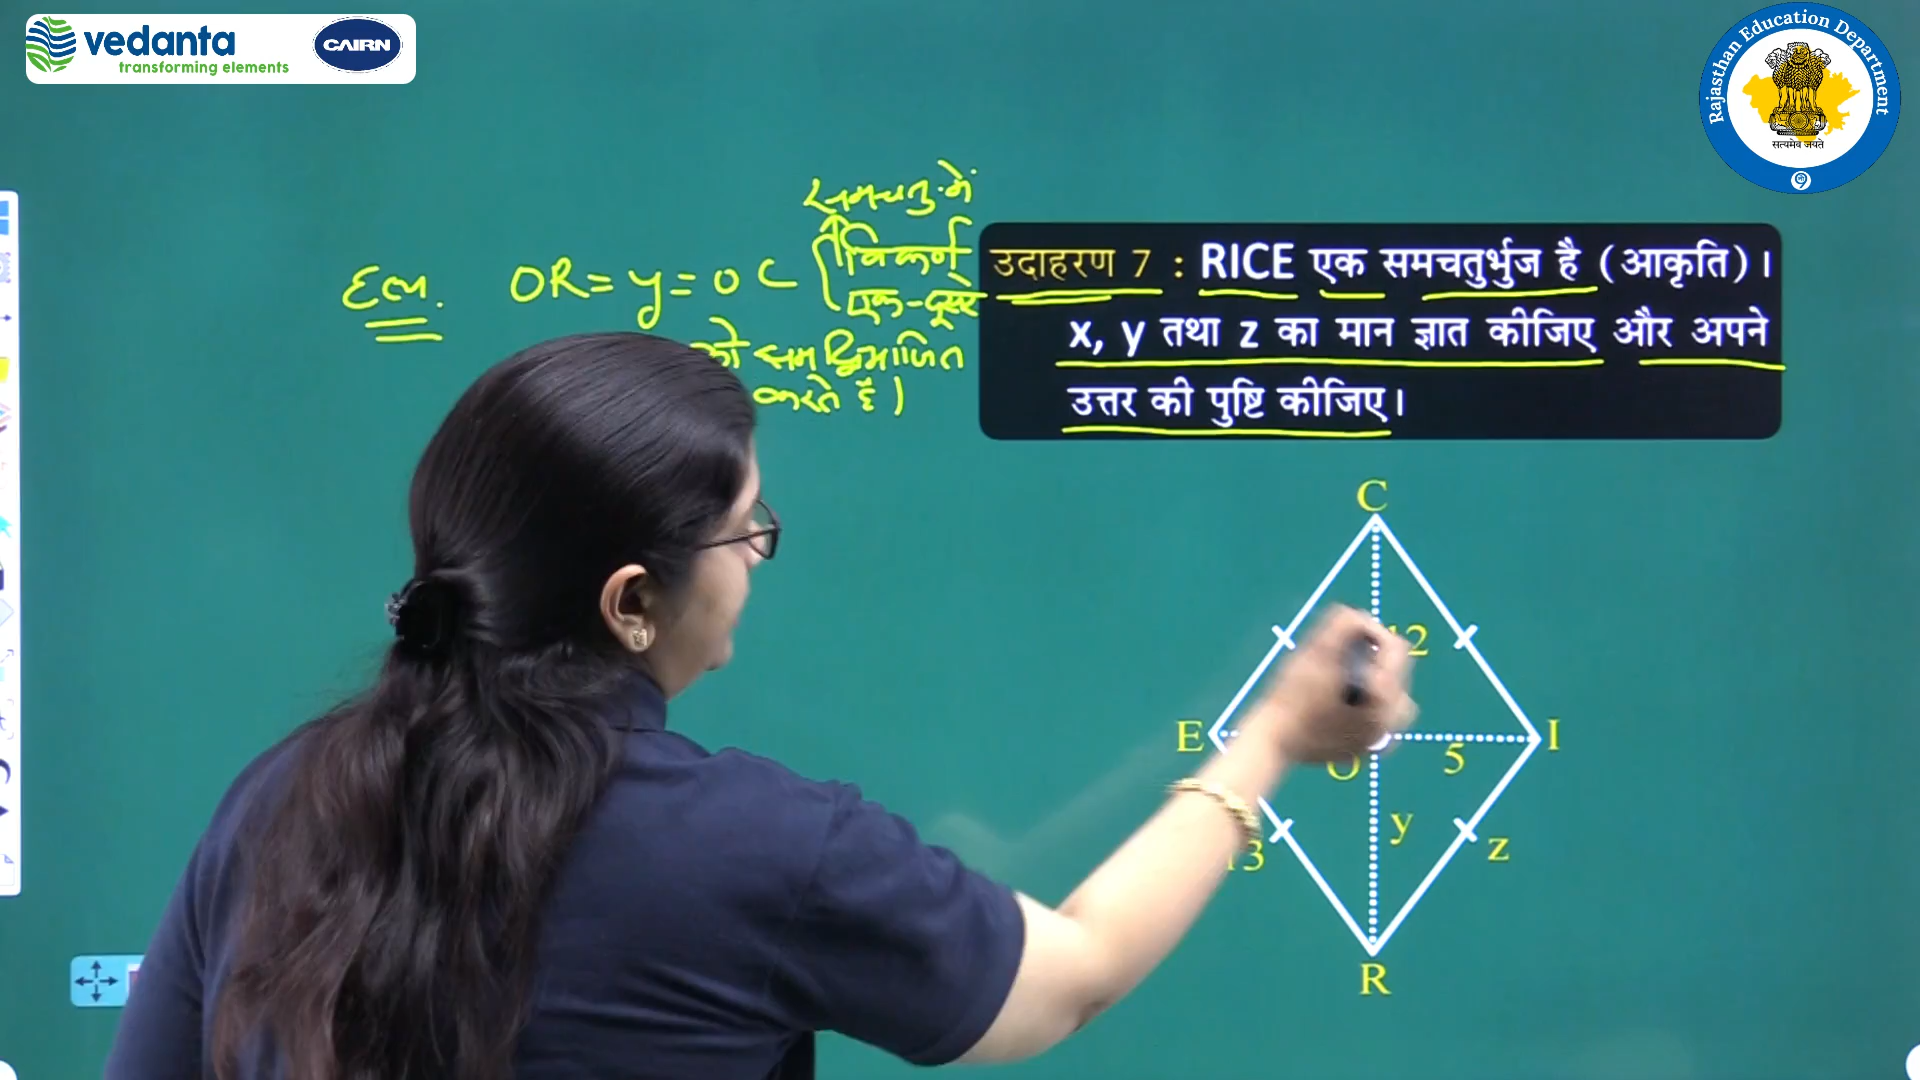 vedanta
transforming elements
CAIRN
Rajasthan Education Department
सत्यमेव जयते
समचतु. में
हल. OR = y = OC विकर्ण
एक-दूसरे
को समद्विभाजित
करते हैं।
उदाहरण 7 : RICE एक समचतुर्भुज है (आकृति)।
x, y तथा z का मान ज्ञात कीजिए और अपने
उत्तर की पुष्टि कीजिए।
C
12
E
I
O
5
y
13
z
R